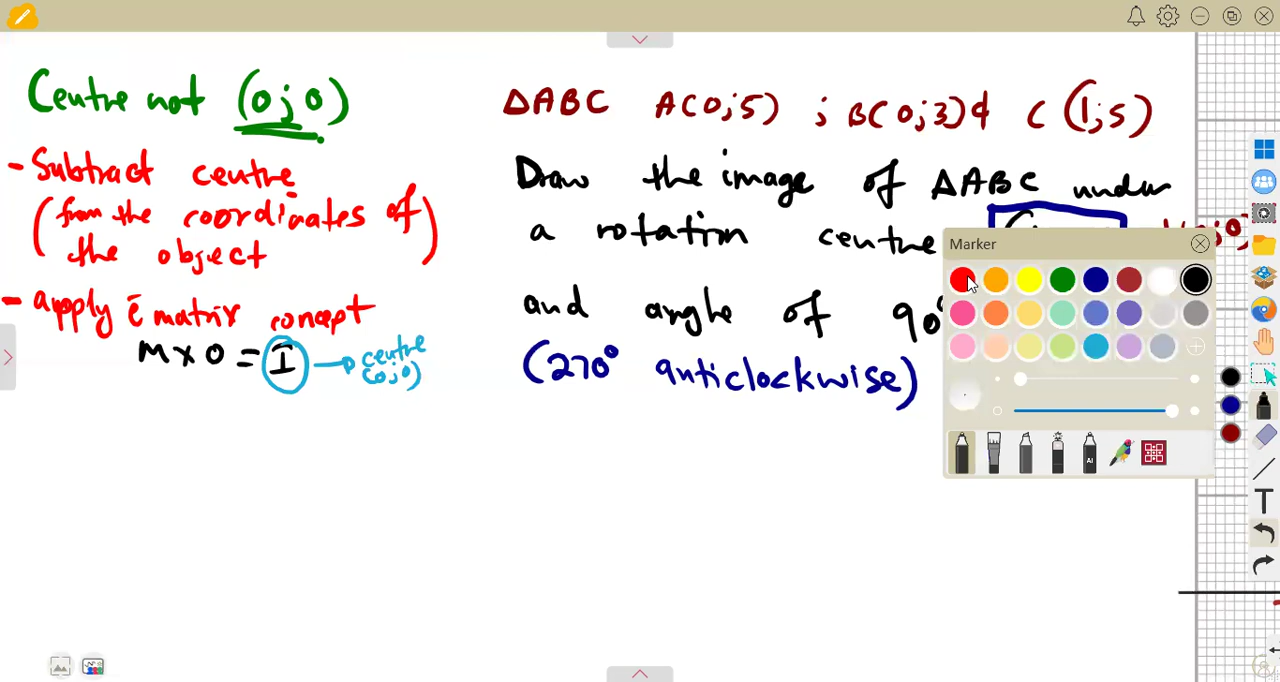 Centre not (0;0)
- Subtract centre
(from the coordinates of)
the object
- apply c̄ matrix concept
M x O = I → centre
(0;0)
ΔABC A(0;5) ; B(0;3) & C (1;5)
Draw the image of ΔABC under
a rotation centre
and angle of 90°
(270° anticlockwise)
Marker
AI
T